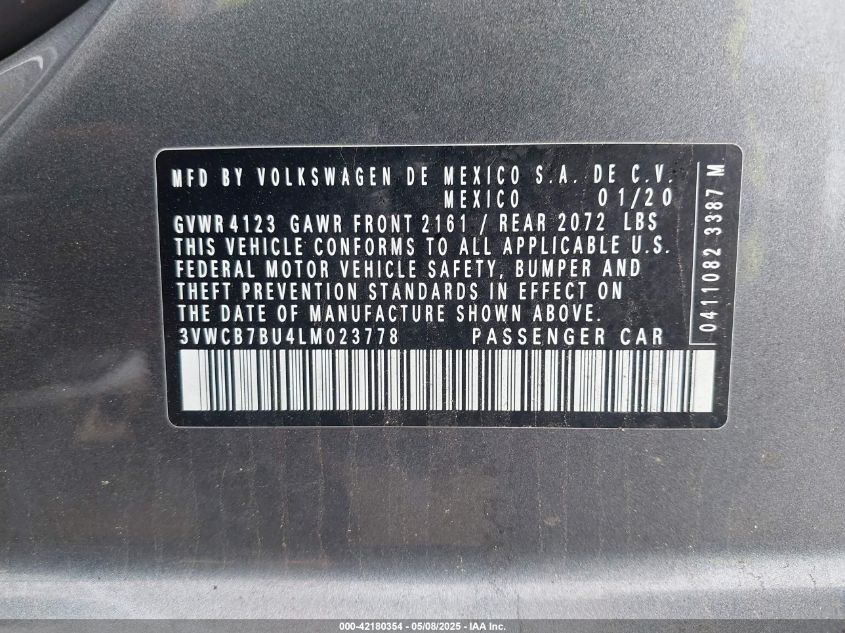 MFD BY VOLKSWAGEN DE MEXICO S.A. DE C.V.
MEXICO 01/20
GVWR 4123 GAWR FRONT 2161 / REAR 2072 LBS
THIS VEHICLE CONFORMS TO ALL APPLICABLE U.S.
FEDERAL MOTOR VEHICLE SAFETY, BUMPER AND
THEFT PREVENTION STANDARDS IN EFFECT ON
THE DATE OF MANUFACTURE SHOWN ABOVE.
3VWCB7BU4LM023778 PASSENGER CAR
0411082 3387 M
000-42180354 - 05/08/2025 - IAA Inc.